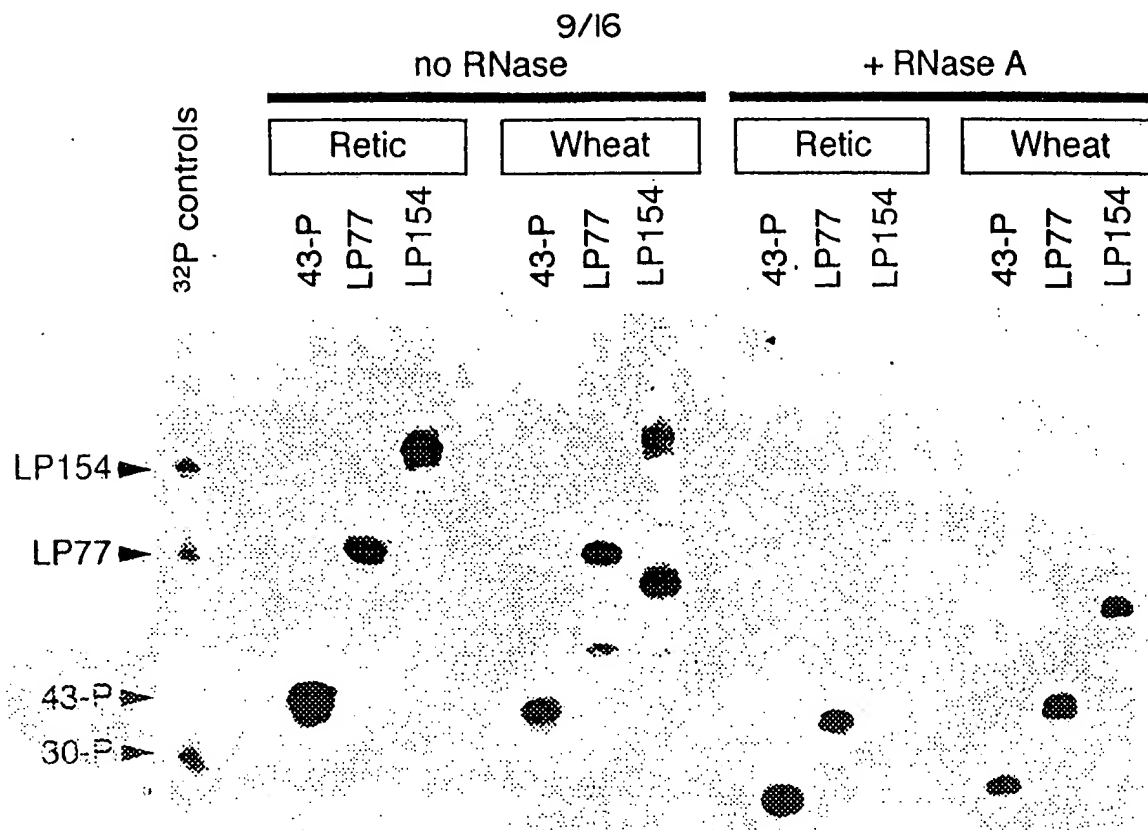 9/16
no RNase + RNase A
32P controls
Retic Wheat Retic Wheat
43-P LP77 LP154 43-P LP77 LP154 43-P LP77 LP154 43-P LP77 LP154
LP154
LP77
43-P
30-P